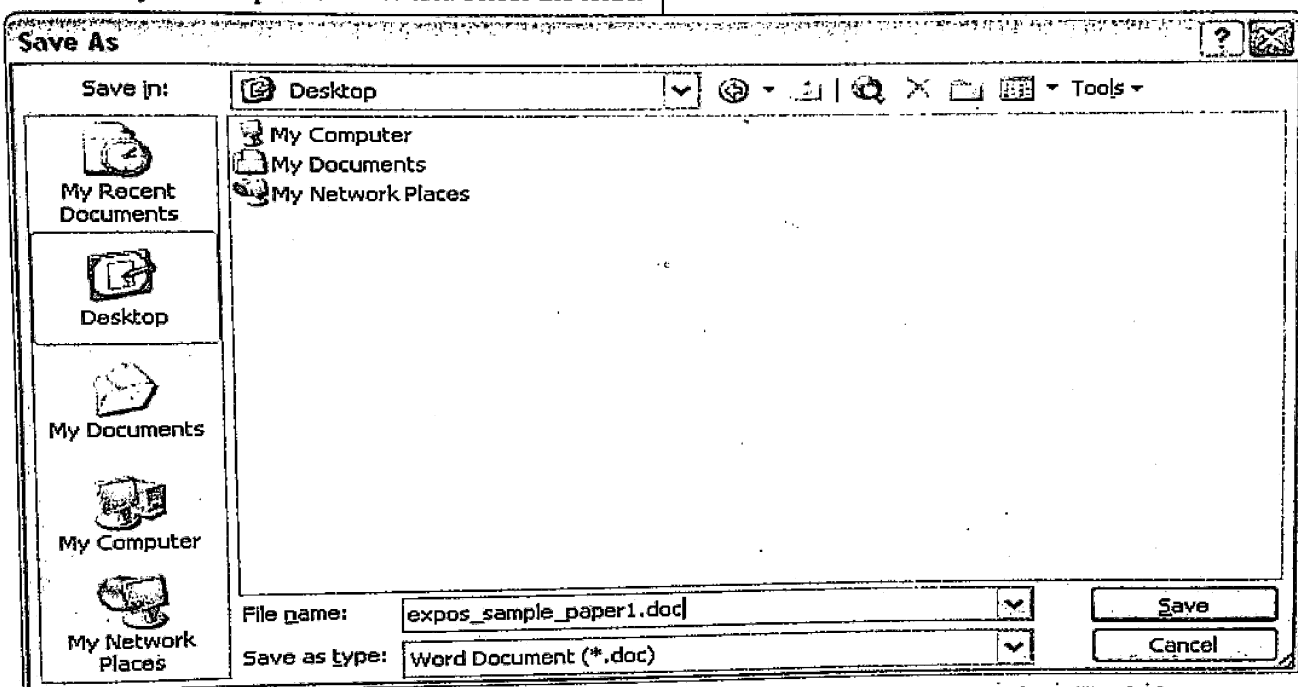 Save As
?
Save in:
Desktop
Tools
My Computer
My Documents
My Network Places
My Recent
Documents
Desktop
My Documents
My Computer
My Network
Places
File name:
expos_sample_paper1.doc
Save
Save as type:
Word Document (*.doc)
Cancel